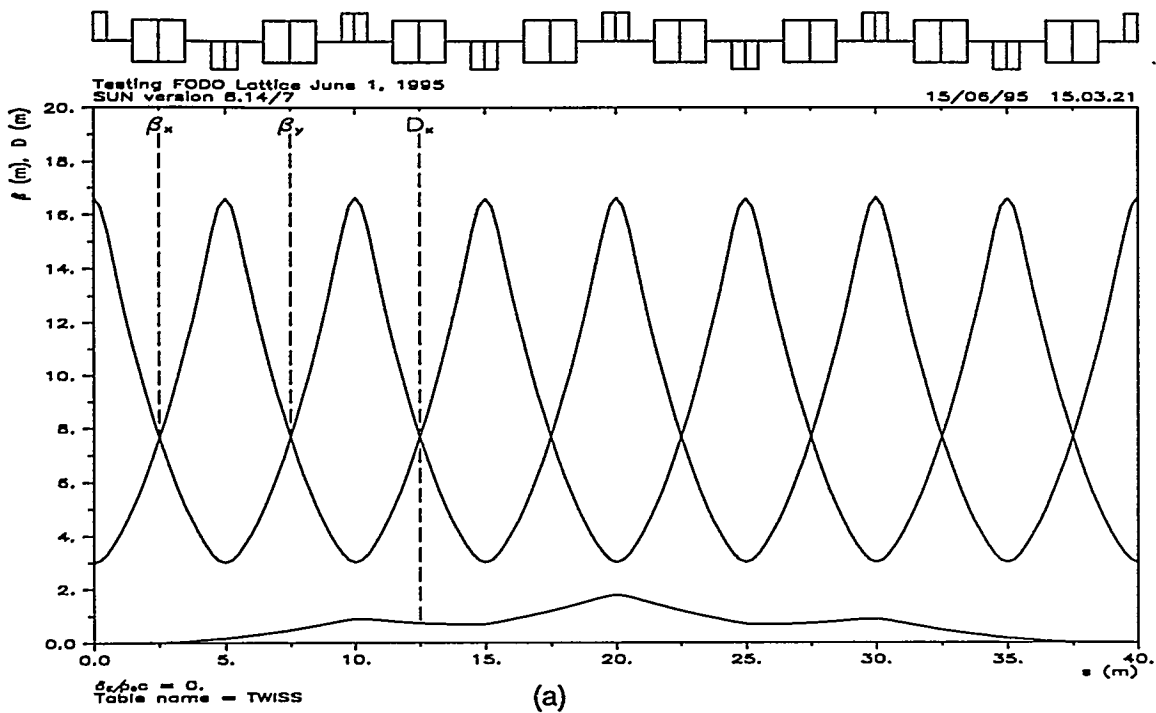 Testing FODO Lattice June 1, 1995
SUN version 8.14/7 15/06/95 15.03.21
20.
18.
16.
14.
12.
10.
8.
6.
4.
2.
0.0
β (m), D (m)
βx βy Dx
0.0 5. 10. 15. 20. 25. 30. 35. 40.
s (m)
δE/p₀c = 0.
Table name = TWISS
(a)